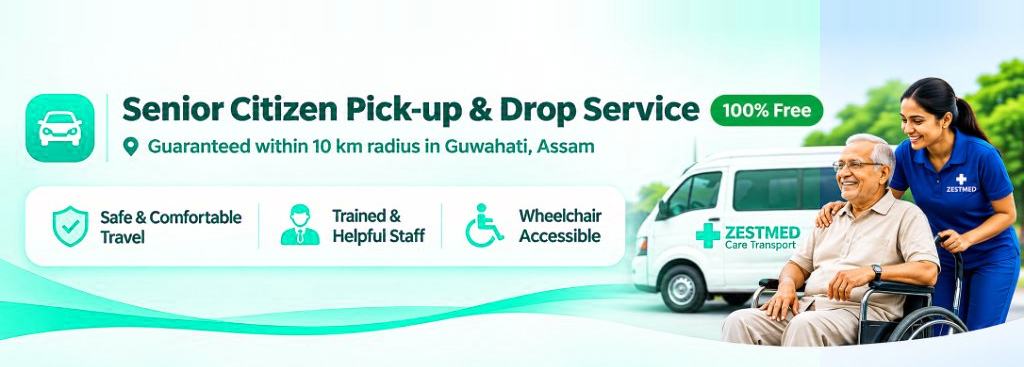 Senior Citizen Pick-up & Drop Service
100% Free
Guaranteed within 10 km radius in Guwahati, Assam
Safe & Comfortable
Travel
Trained &
Helpful Staff
Wheelchair
Accessible
ZESTMED
Care Transport
ZESTMED